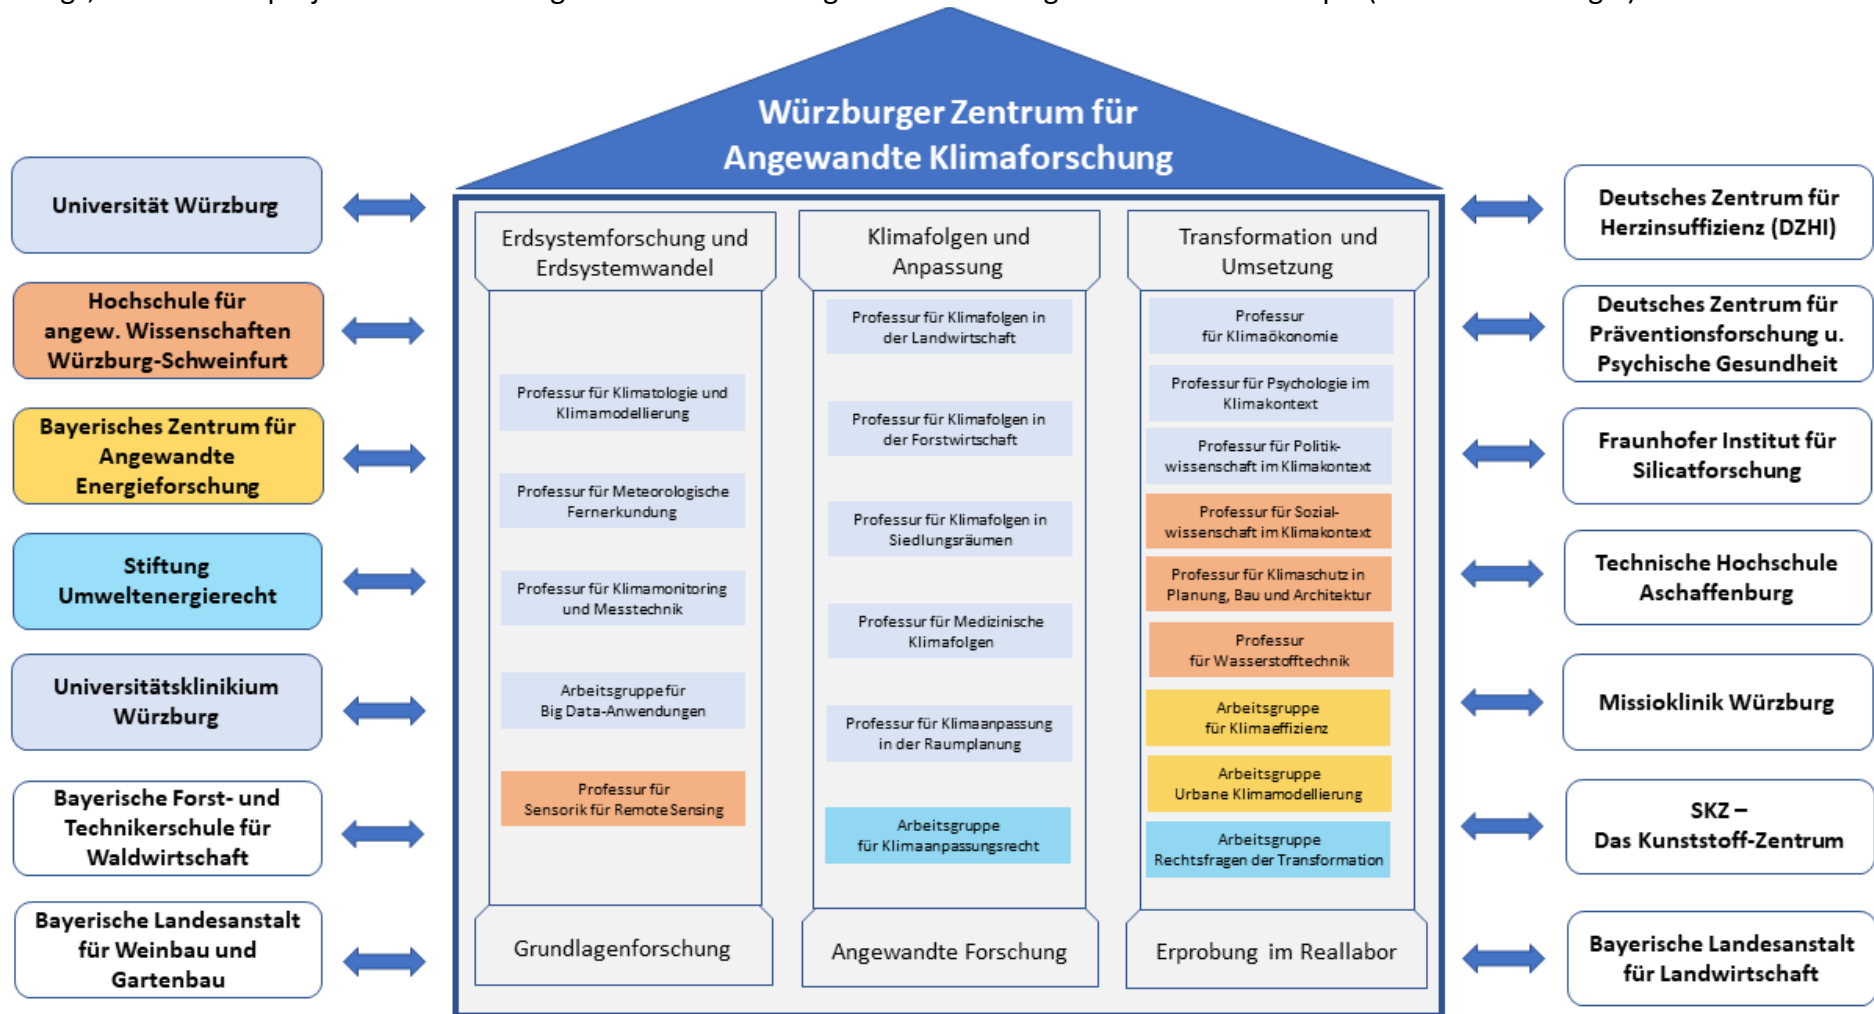 Würzburger Zentrum für
Angewandte Klimaforschung
Universität Würzburg
Hochschule für
angew. Wissenschaften
Würzburg-Schweinfurt
Bayerisches Zentrum für
Angewandte
Energieforschung
Stiftung
Umweltenergierecht
Universitätsklinikium
Würzburg
Bayerische Forst- und
Technikerschule für
Waldwirtschaft
Bayerische Landesanstalt
für Weinbau und
Gartenbau
Erdsystemforschung und
Erdsystemwandel
Professur für Klimatologie und
Klimamodellierung
Professur für Meteorologische
Fernerkundung
Professur für Klimamonitoring
und Messtechnik
Arbeitsgruppe für
Big Data-Anwendungen
Professur für
Sensorik für Remote Sensing
Grundlagenforschung
Klimafolgen und
Anpassung
Professur für Klimafolgen in
der Landwirtschaft
Professur für Klimafolgen in
der Forstwirtschaft
Professur für Klimafolgen in
Siedlungsräumen
Professur für Medizinische
Klimafolgen
Professur für Klimaanpassung
in der Raumplanung
Arbeitsgruppe
für Klimaanpassungsrecht
Angewandte Forschung
Transformation und
Umsetzung
Professur
für Klimaökonomie
Professur für Psychologie im
Klimakontext
Professur für Politik-
wissenschaft im Klimakontext
Professur für Sozial-
wissenschaft im Klimakontext
Professur für Klimaschutz in
Planung, Bau und Architektur
Professur
für Wasserstofftechnik
Arbeitsgruppe
für Klimaeffizienz
Arbeitsgruppe
Urbane Klimamodellierung
Arbeitsgruppe
Rechtsfragen der Transformation
Erprobung im Reallabor
Deutsches Zentrum für
Herzinsuffizienz (DZHI)
Deutsches Zentrum für
Präventionsforschung u.
Psychische Gesundheit
Fraunhofer Institut für
Silicatforschung
Technische Hochschule
Aschaffenburg
Missioklinik Würzburg
SKZ –
Das Kunststoff-Zentrum
Bayerische Landesanstalt
für Landwirtschaft